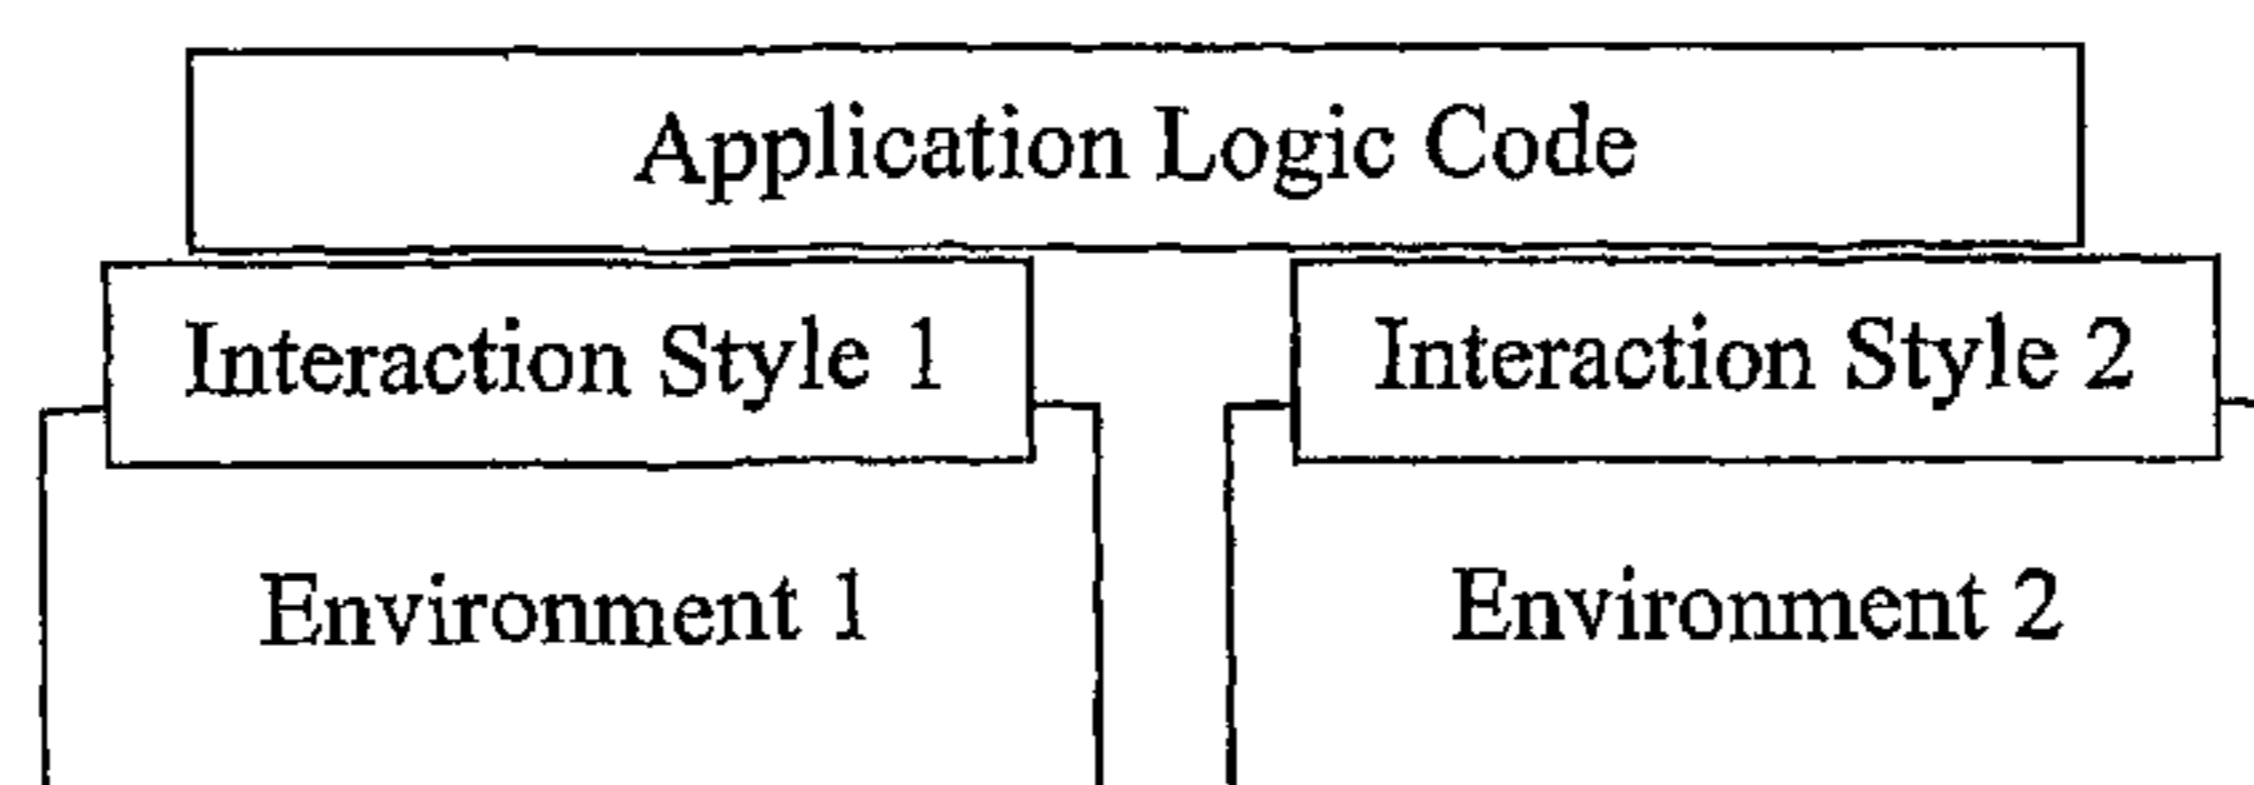 Application Logic Code
Interaction Style 1
Interaction Style 2
Environment 1
Environment 2